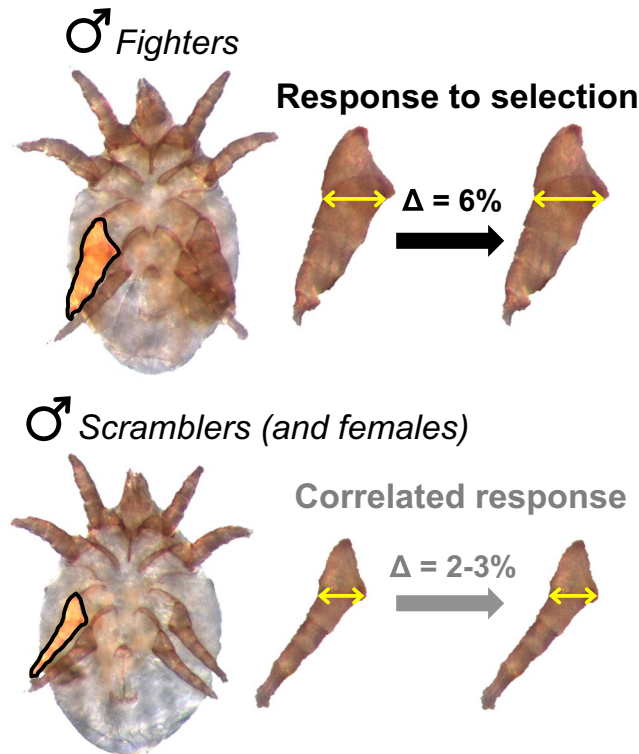 ♂ Fighters
Response to selection
Δ = 6%
♂ Scramblers (and females)
Correlated response
Δ = 2-3%